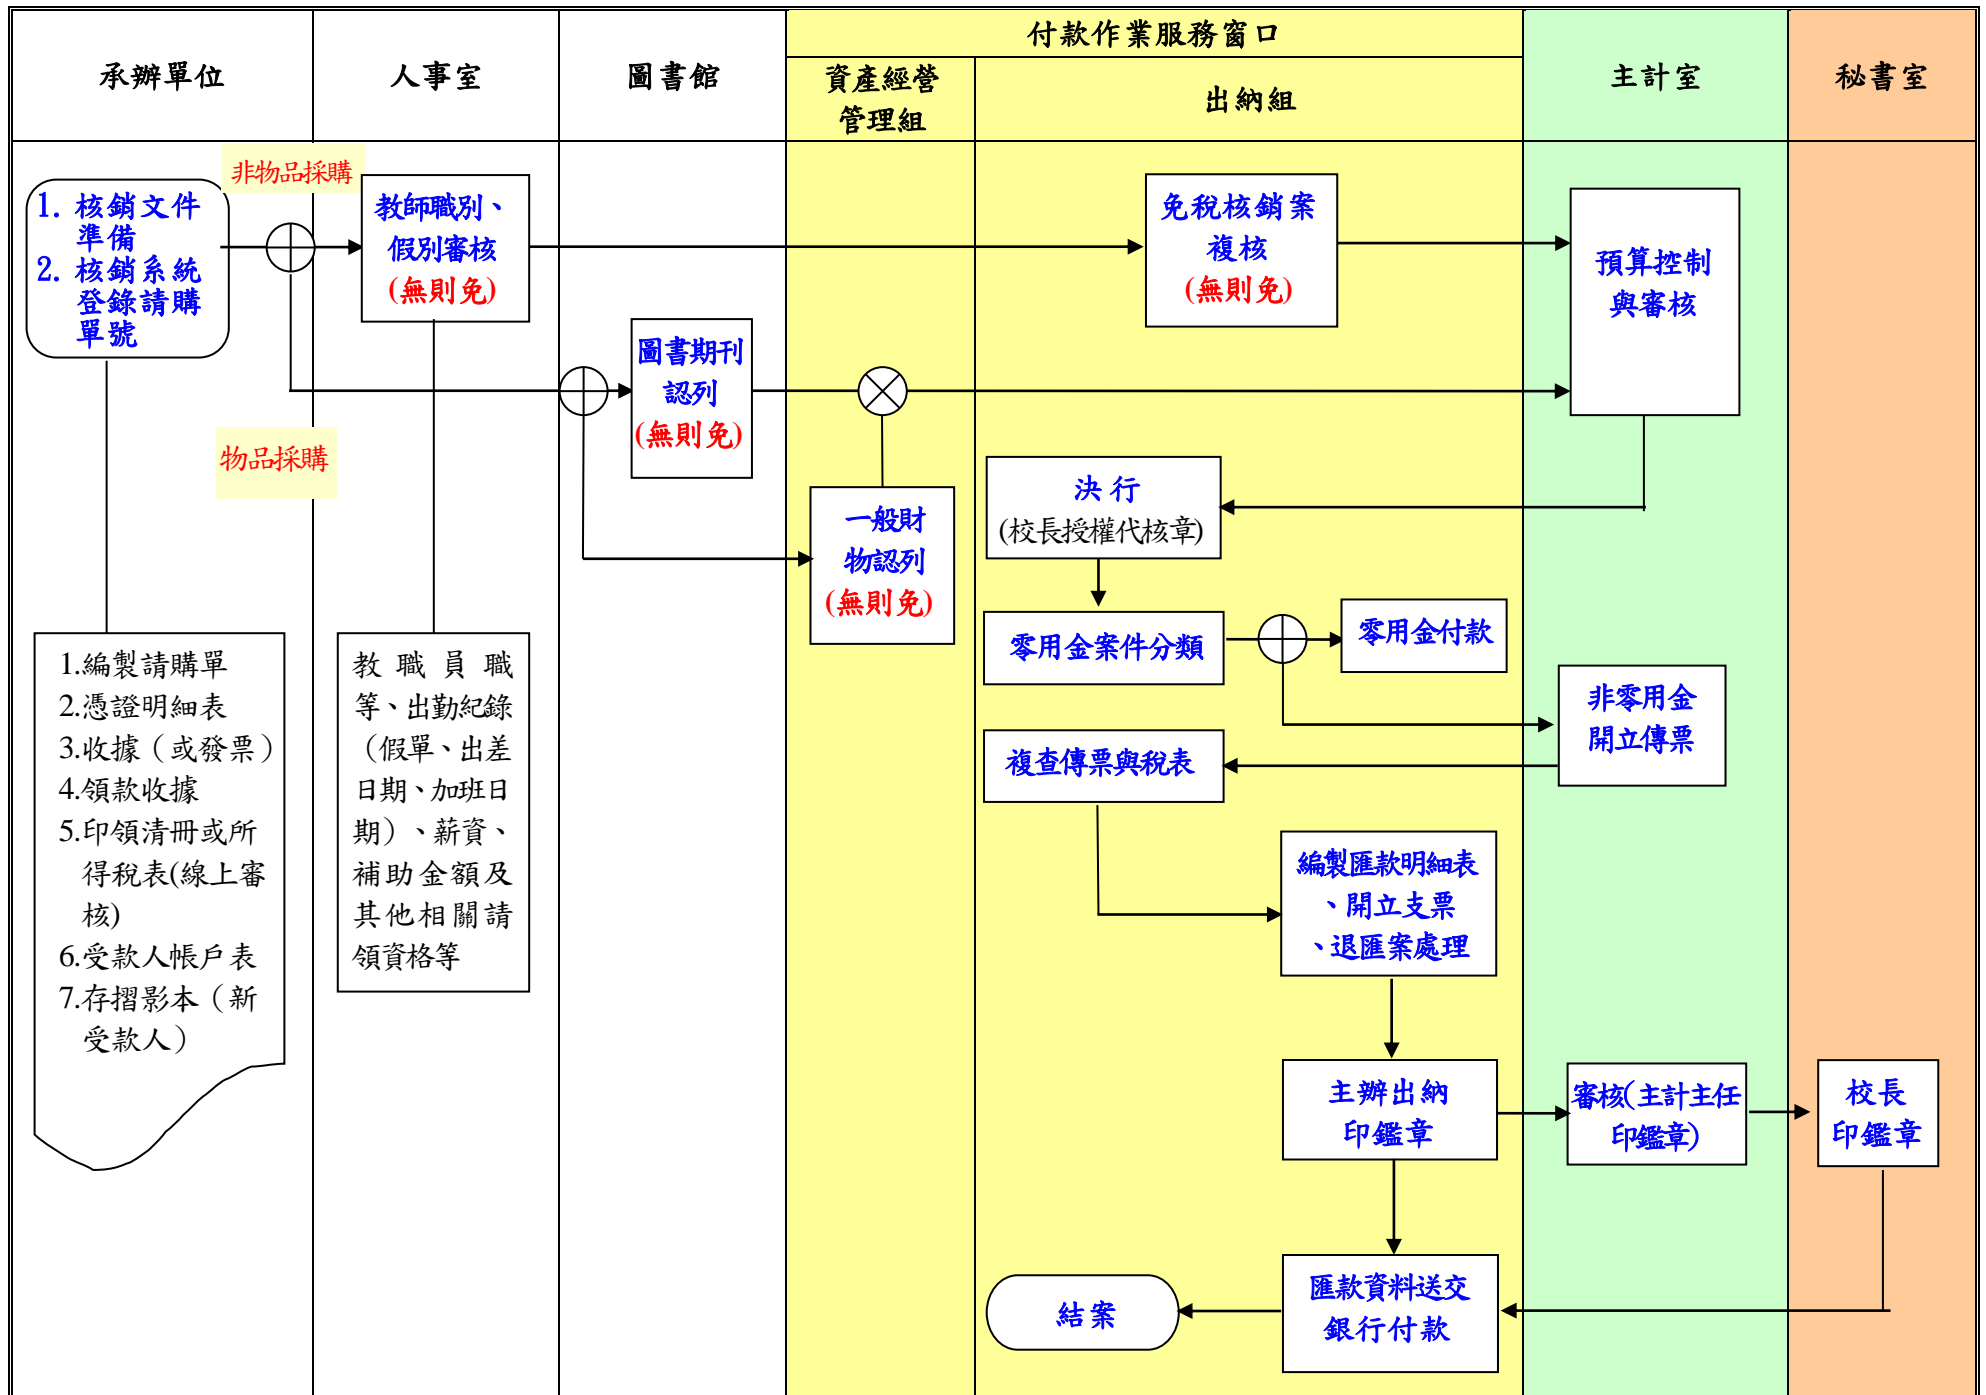 承辦單位
人事室
圖書館
付款作業服務窗口
資產經營
管理組
出納組
主計室
秘書室
非物品採購
1. 核銷文件
準備
2. 核銷系統
登錄請購
單號
教師職別、
假別審核
(無則免)
免稅核銷案
複核
(無則免)
預算控制
與審核
圖書期刊
認列
(無則免)
物品採購
一般財
物認列
(無則免)
決 行
(校長授權代核章)
零用金案件分類
零用金付款
非零用金
開立傳票
複查傳票與稅表
1.編製請購單
2.憑證明細表
3.收據（或發票）
4.領款收據
5.印領清冊或所
得稅表(線上審
核)
6.受款人帳戶表
7.存摺影本（新
受款人）
教職員職
等、出勤紀錄
（假單、出差
日期、加班日
期）、薪資、
補助金額及
其他相關請
領資格等
編製匯款明細表
、開立支票
、退匯案處理
主辦出納
印鑑章
審核(主計主任
印鑑章)
校長
印鑑章
匯款資料送交
銀行付款
結案